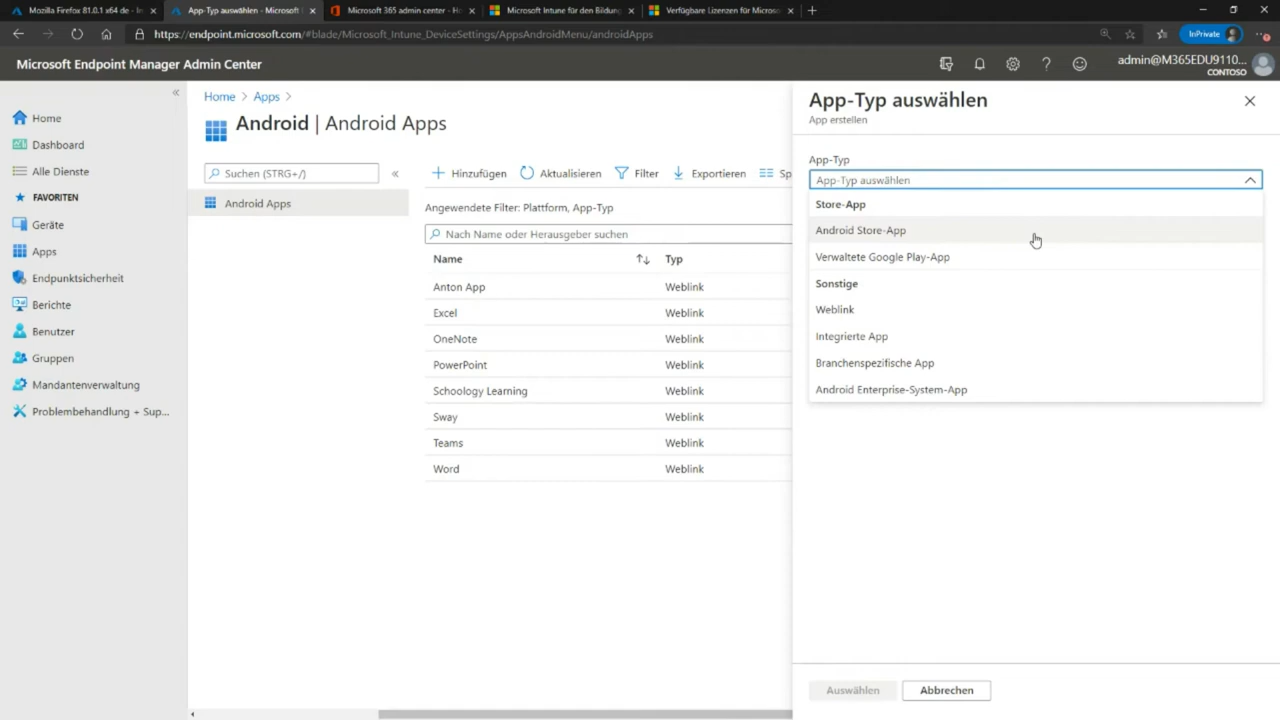 Mozilla Firefox 81.0.1 x64 de - In
App-Typ auswählen - Microsoft
Microsoft 365 admin center - Ho
Microsoft Intune für den Bildung
Verfügbare Lizenzen für Microso
https://endpoint.microsoft.com/#blade/Microsoft_Intune_DeviceSettings/AppsAndroidMenu/androidApps
InPrivate
Microsoft Endpoint Manager Admin Center
admin@M365EDU9110...
CONTOSO
Home
Dashboard
Alle Dienste
FAVORITEN
Geräte
Apps
Endpunktsicherheit
Berichte
Benutzer
Gruppen
Mandantenverwaltung
Problembehandlung + Sup...
Home > Apps >
Android | Android Apps
Suchen (STRG+/)
Android Apps
Hinzufügen Aktualisieren Filter Exportieren Sp
Angewendete Filter: Plattform, App-Typ
Nach Name oder Herausgeber suchen
Name Typ
Anton App Weblink
Excel Weblink
OneNote Weblink
PowerPoint Weblink
Schoology Learning Weblink
Sway Weblink
Teams Weblink
Word Weblink
App-Typ auswählen
App erstellen
App-Typ
App-Typ auswählen
Store-App
Android Store-App
Verwaltete Google Play-App
Sonstige
Weblink
Integrierte App
Branchenspezifische App
Android Enterprise-System-App
Auswählen
Abbrechen